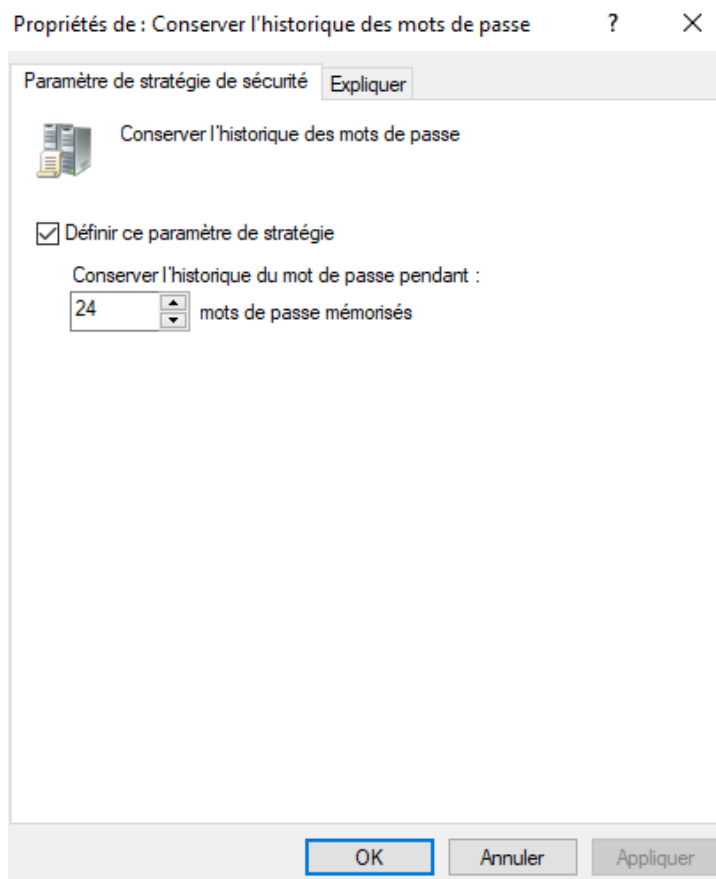 Propriétés de : Conserver l'historique des mots de passe ? ×
Paramètre de stratégie de sécurité Expliquer
Conserver l'historique des mots de passe
Définir ce paramètre de stratégie
Conserver l'historique du mot de passe pendant :
24 mots de passe mémorisés
OK Annuler Appliquer